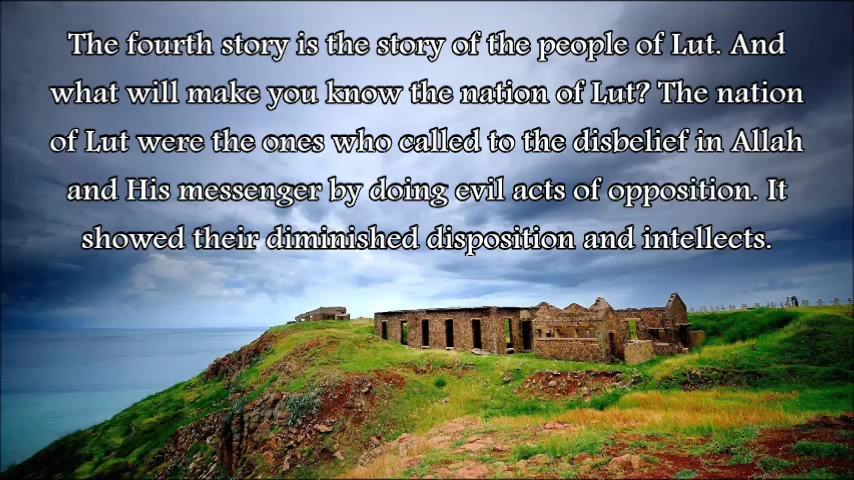 The fourth story is the story of the people of Lut. And
what will make you know the nation of Lut? The nation
of Lut were the ones who called to the disbelief in Allah
and His messenger by doing evil acts of opposition. It
showed their diminished disposition and intellects.